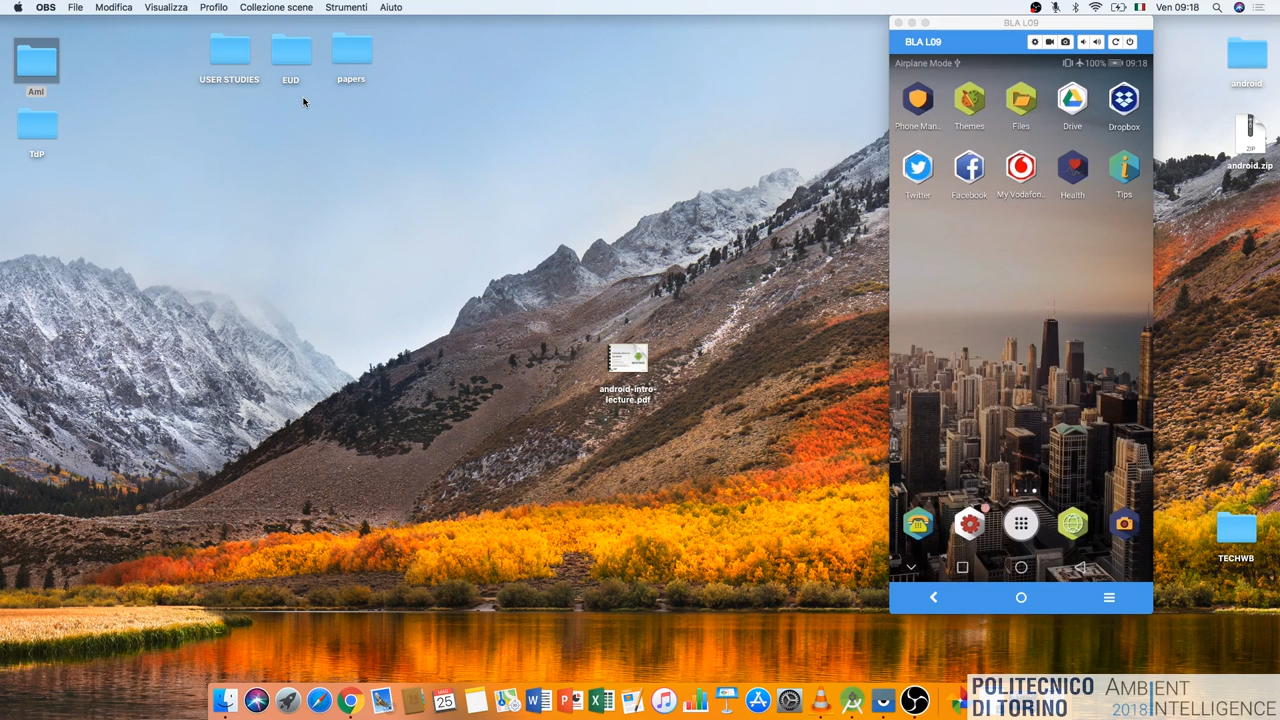 OBS File Modifica Visualizza Profilo Collezione scene Strumenti Aiuto
Ven 09:18
AmI
TdP
USER STUDIES
EUD
papers
android-intro-
lecture.pdf
BLA L09
BLA L09
Airplane Mode
100% 09:18
Phone Man..
Themes
Files
Drive
Dropbox
Twitter
Facebook
My Vodafon..
Health
Tips
android
ZIP
android.zip
TECHWB
25
POLITECNICO
DI TORINO
AMBIENT
2018 INTELLIGENCE